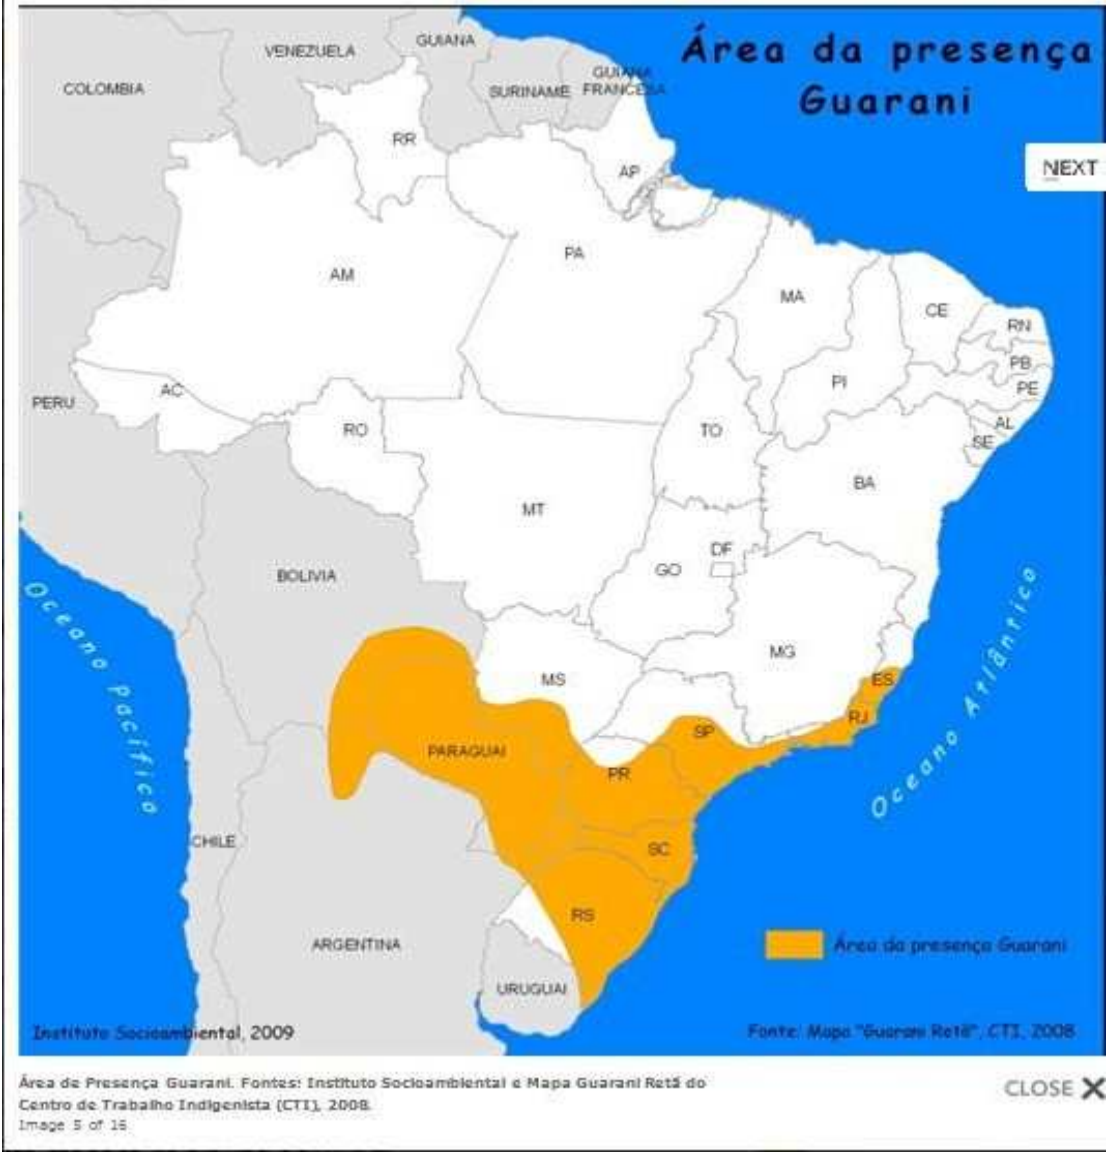 Área da presença
Guarani
NEXT
VENEZUELA
GUIANA
COLOMBIA
SURINAME
GUIANA
FRANCESA
RR
AP
AM
PA
MA
CE
RN
PB
PE
PI
AL
SE
PERU
AC
RO
TO
BA
MT
DF
GO
BOLIVIA
MG
MS
ES
RJ
SP
PARAGUAI
PR
SC
RS
CHILE
ARGENTINA
URUGUAI
Oceano Pacífico
Oceano Atlântico
Área da presença Guarani
Instituto Socioambiental, 2009
Fonte: Mapa "Guarani Retã", CTI, 2008
Área de Presença Guarani. Fontes: Instituto Socioambiental e Mapa Guarani Retã do
Centro de Trabalho Indigenista (CTI), 2008.
Image 5 of 16
CLOSE X